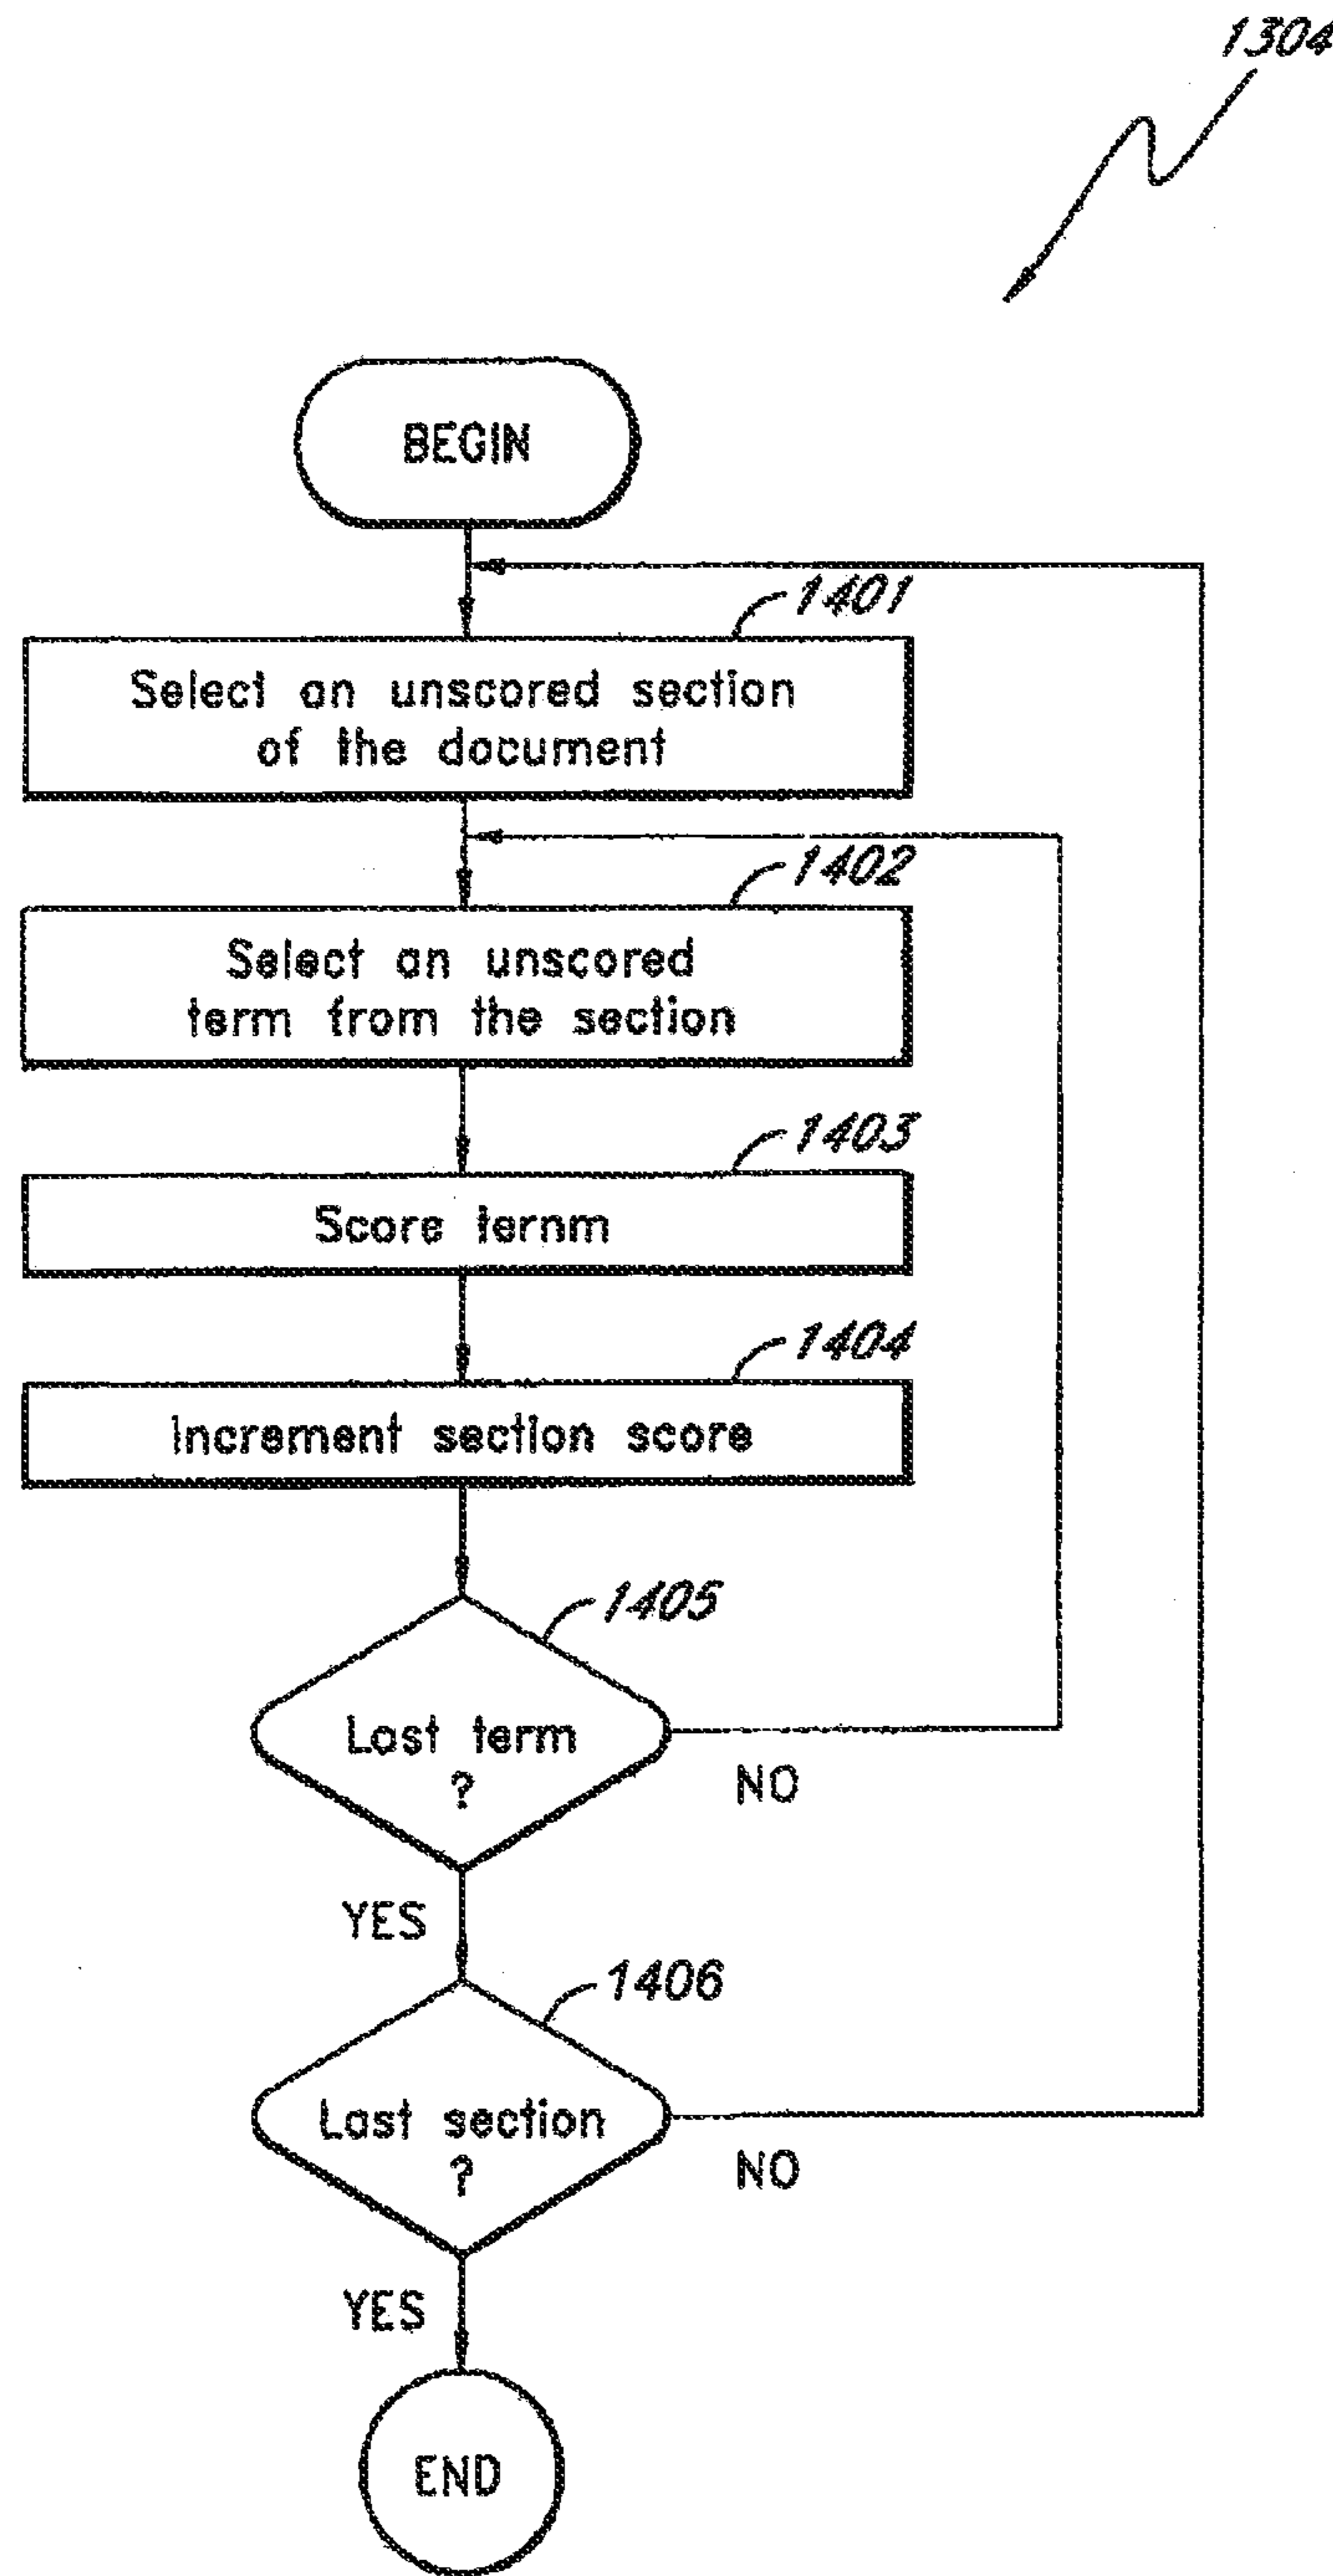 1304
BEGIN
1401
Select an unscored section
of the document
1402
Select an unscored
term from the section
1403
Score ternm
1404
Increment section score
1405
Last term
?
NO
YES
1406
Last section
?
NO
YES
END